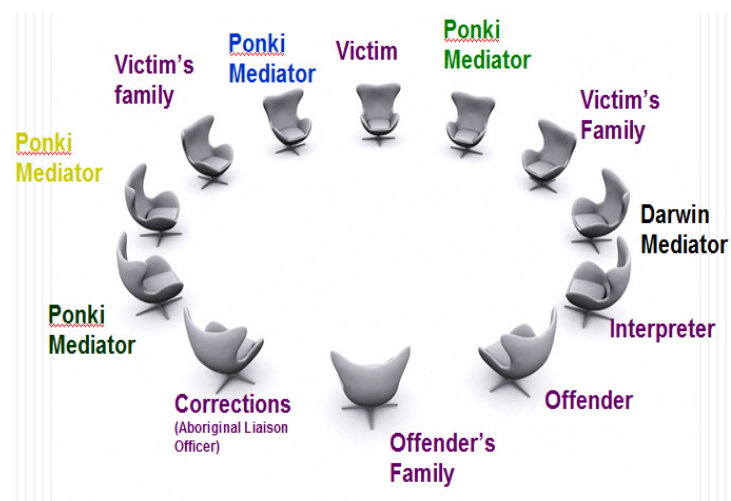 Victim
Ponki
Mediator
Victim's
Family
Darwin
Mediator
Interpreter
Offender
Offender's
Family
Corrections
(Aboriginal Liaison
Officer)
Ponki
Mediator
Ponki
Mediator
Victim's
family
Ponki
Mediator